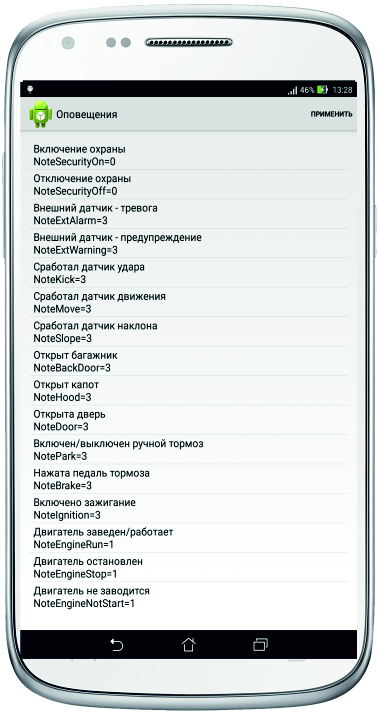 46% 13:28
Оповещения ПРИМЕНИТЬ
Включение охраны
NoteSecurityOn=0
Отключение охраны
NoteSecurityOff=0
Внешний датчик - тревога
NoteExtAlarm=3
Внешний датчик - предупреждение
NoteExtWarning=3
Сработал датчик удара
NoteKick=3
Сработал датчик движения
NoteMove=3
Сработал датчик наклона
NoteSlope=3
Открыт багажник
NoteBackDoor=3
Открыт капот
NoteHood=3
Открыта дверь
NoteDoor=3
Включен/выключен ручной тормоз
NotePark=3
Нажата педаль тормоза
NoteBrake=3
Включено зажигание
NoteIgnition=3
Двигатель заведен/работает
NoteEngineRun=1
Двигатель остановлен
NoteEngineStop=1
Двигатель не заводится
NoteEngineNotStart=1